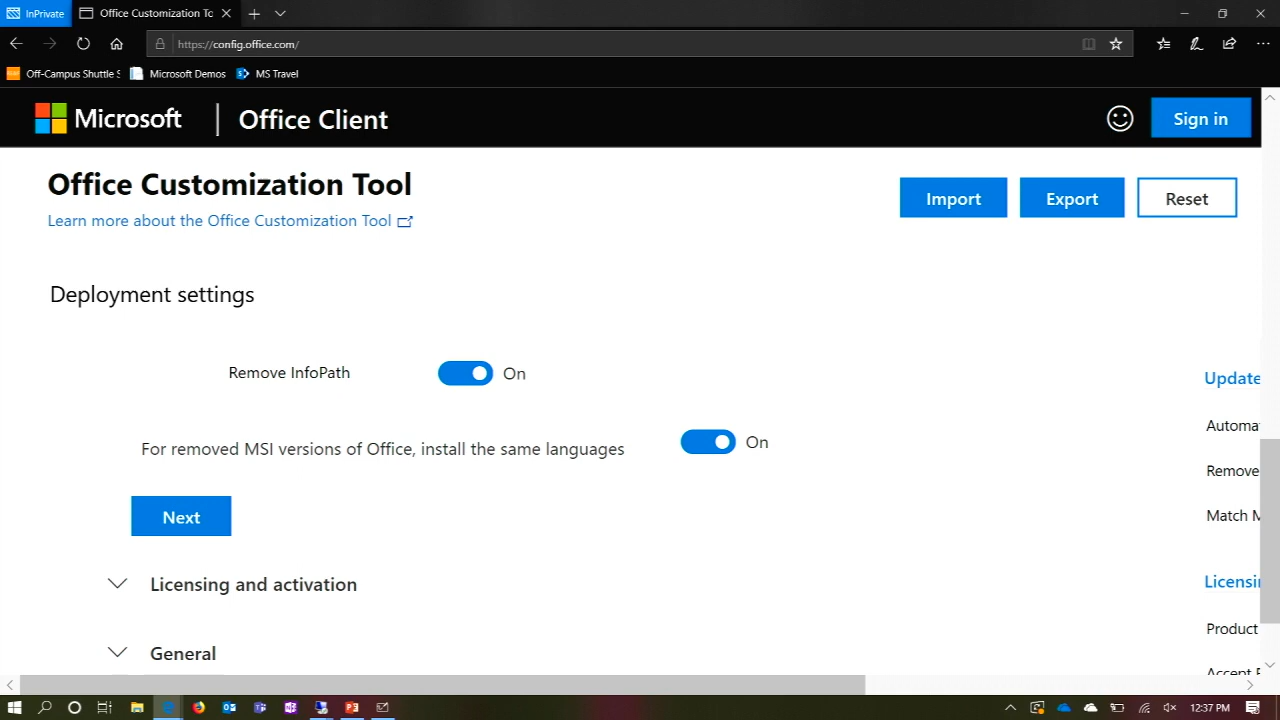 InPrivate
Office Customization To
https://config.office.com/
Off-Campus Shuttle S
Microsoft Demos
MS Travel
Microsoft
Office Client
Sign in
Office Customization Tool
Import
Export
Reset
Learn more about the Office Customization Tool
Deployment settings
Remove InfoPath
On
Update
Automa
For removed MSI versions of Office, install the same languages
On
Remove
Next
Match M
Licensing and activation
Licensin
Product
General
Accept E
12:37 PM